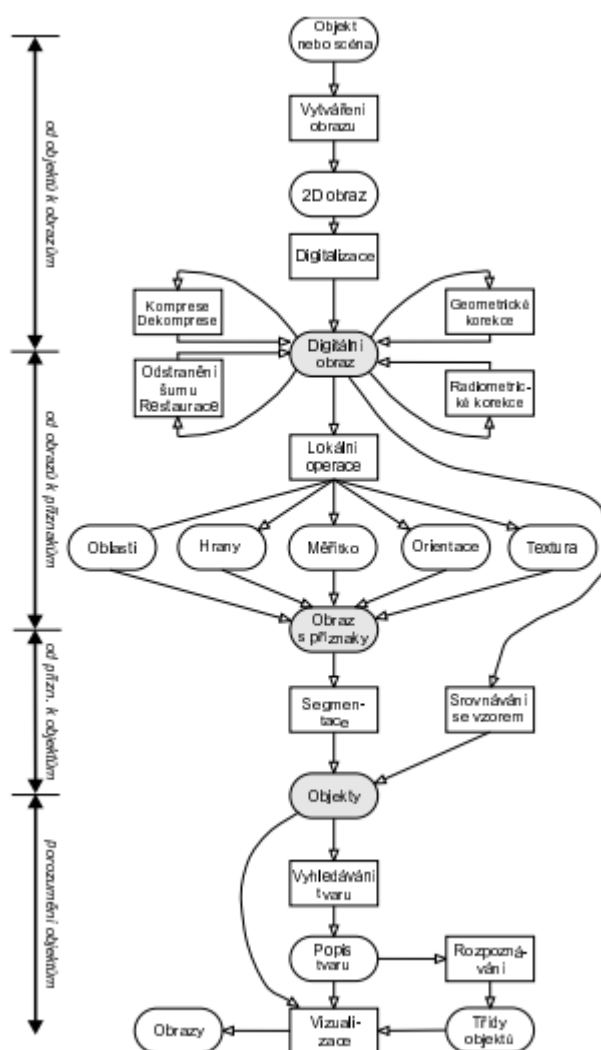 Objekt
nebo scéna
Vytváření
obrazu
2D obraz
Digitalizace
Komprese
Dekomprese
Geometrické
korekce
Digitální
obraz
Odstranění
šumu
Restaurace
Radiometric-
ké korekce
Lokální
operace
Oblasti
Hrany
Měřítko
Orientace
Textura
Obraz
s příznaky
Segmen-
tace
Srovnávání
se vzorem
Objekty
Vyhledávání
tvaru
Popis
tvaru
Rozpozná-
vání
Obrazy
Vizuali-
zace
Třídy
objektů
od objektů k obrazům
od obrazů k příznakům
od přízn. k objektům
porozumění objektům